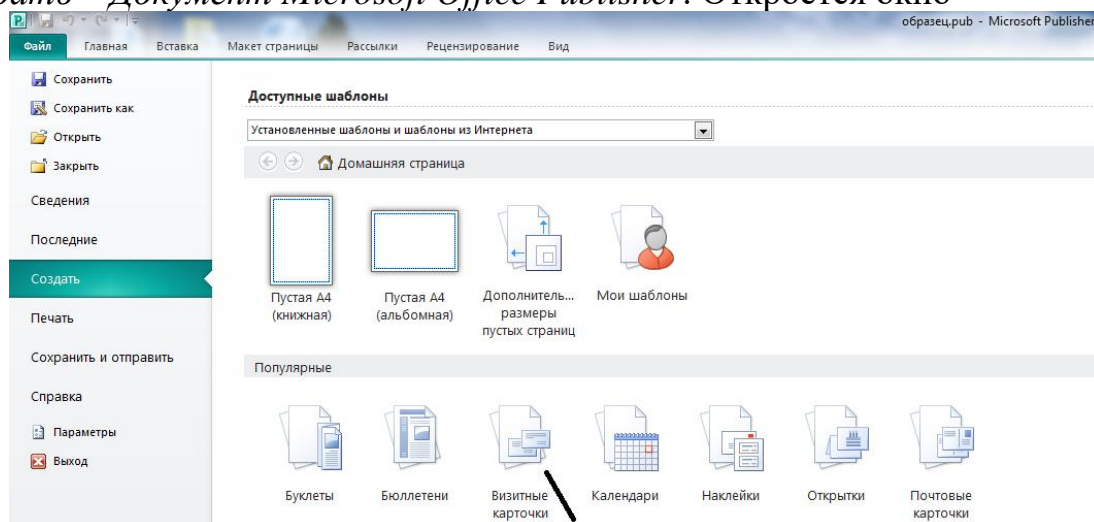 Документ Microsoft Office Publisher. Откроется окно
образец.pub - Microsoft Publisher
Файл Главная Вставка Макет страницы Рассылки Рецензирование Вид
Сохранить
Сохранить как
Открыть
Закрыть
Сведения
Последние
Создать
Печать
Сохранить и отправить
Справка
Параметры
Выход
Доступные шаблоны
Установленные шаблоны и шаблоны из Интернета
Домашняя страница
Пустая A4
(книжная)
Пустая A4
(альбомная)
Дополнитель...
размеры
пустых страниц
Мои шаблоны
Популярные
Буклеты
Бюллетени
Визитные
карточки
Календари
Наклейки
Открытки
Почтовые
карточки